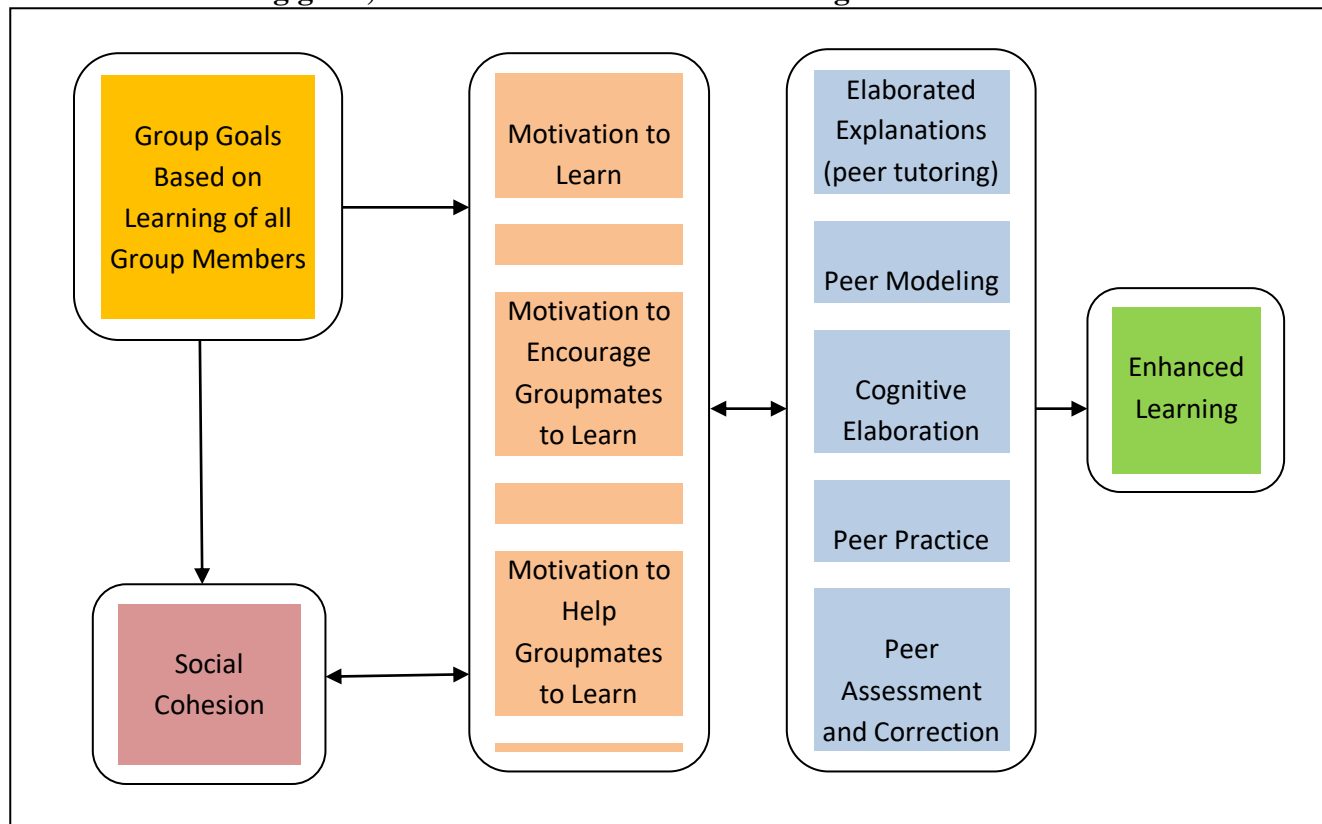 Group Goals
Based on
Learning of all
Group Members
Social
Cohesion
Motivation to
Learn
Motivation to
Encourage
Groupmates
to Learn
Motivation to
Help
Groupmates
to Learn
Elaborated
Explanations
(peer tutoring)
Peer Modeling
Cognitive
Elaboration
Peer Practice
Peer
Assessment
and Correction
Enhanced
Learning